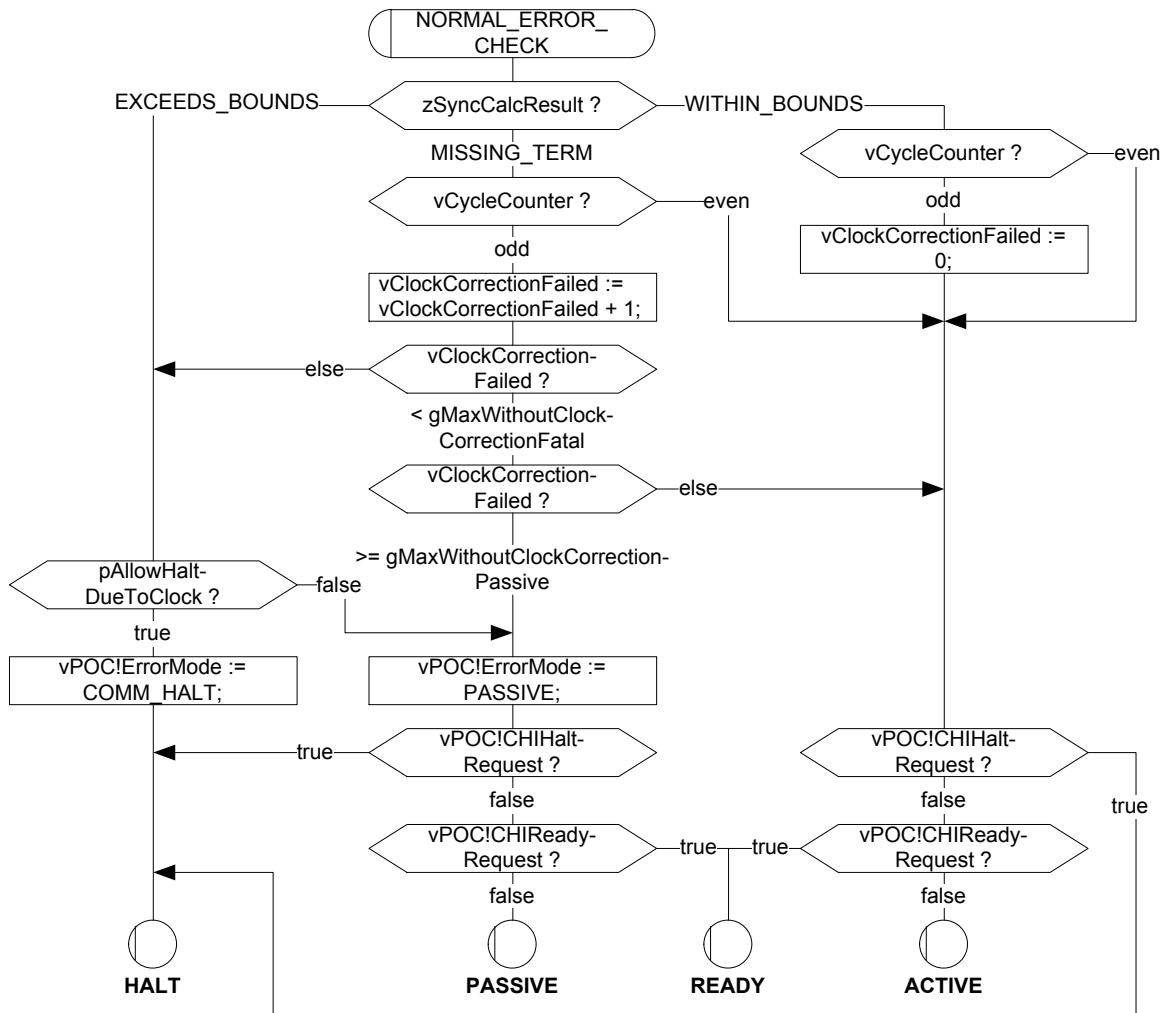 NORMAL_ERROR_
CHECK
EXCEEDS_BOUNDS
zSyncCalcResult ?
WITHIN_BOUNDS
MISSING_TERM
vCycleCounter ?
even
vCycleCounter ?
even
odd
odd
vClockCorrectionFailed :=
0;
vClockCorrectionFailed :=
vClockCorrectionFailed + 1;
else
vClockCorrection-
Failed ?
< gMaxWithoutClock-
CorrectionFatal
vClockCorrection-
Failed ?
else
>= gMaxWithoutClockCorrection-
Passive
pAllowHalt-
DueToClock ?
false
true
vPOC!ErrorMode :=
COMM_HALT;
vPOC!ErrorMode :=
PASSIVE;
true
vPOC!CHIHalt-
Request ?
vPOC!CHIHalt-
Request ?
false
false
true
vPOC!CHIReady-
Request ?
true
true
vPOC!CHIReady-
Request ?
false
false
HALT
PASSIVE
READY
ACTIVE